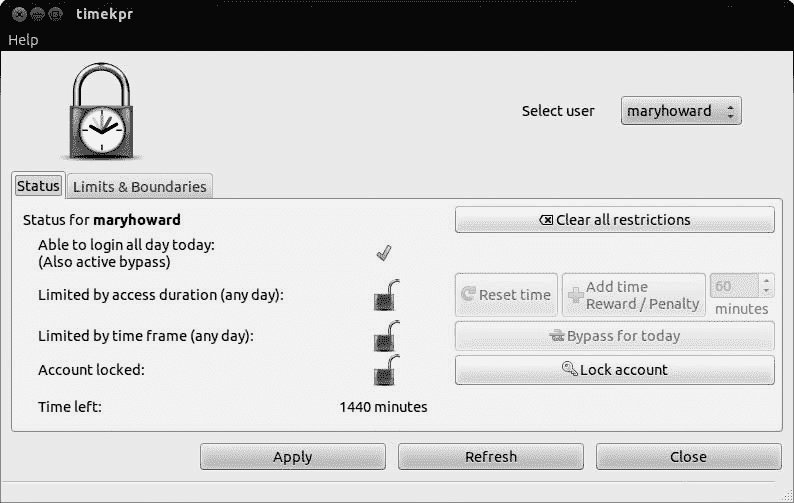 timekpr
Help
Select user
maryhoward
Status
Limits & Boundaries
Status for maryhoward
Clear all restrictions
Able to login all day today:
(Also active bypass)
Limited by access duration (any day):
Reset time
Add time
Reward / Penalty
60
minutes
Limited by time frame (any day):
Bypass for today
Account locked:
Lock account
Time left:
1440 minutes
Apply
Refresh
Close